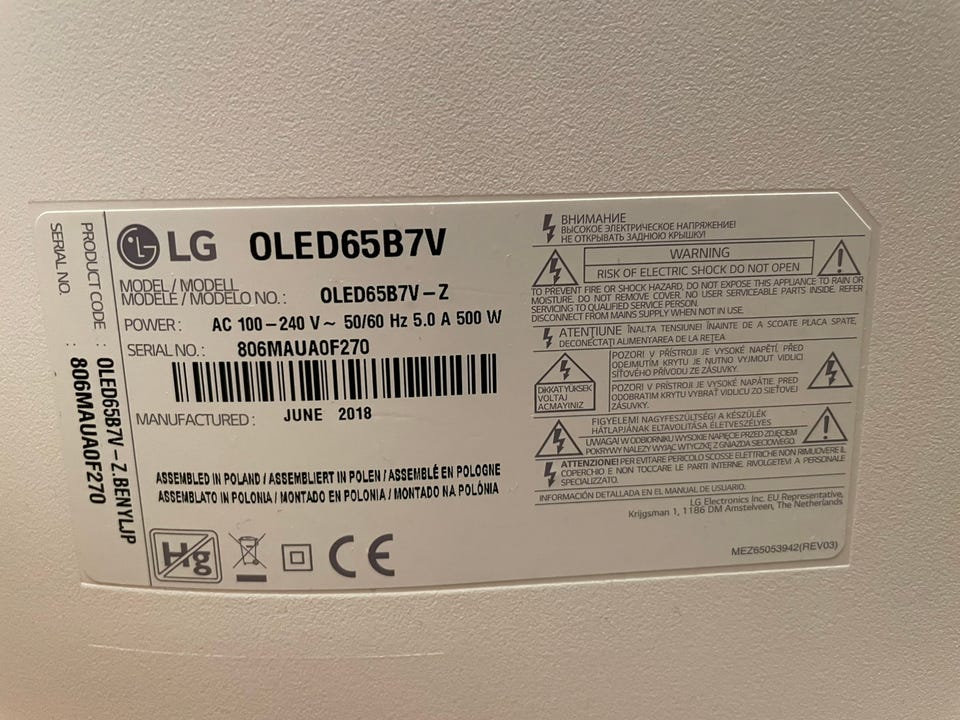 PRODUCT CODE : OLED65B7V-Z.BENYLJP
SERIAL NO. : 806MAUA0F270
LG OLED65B7V
MODEL / MODELL
MODÈLE / MODELO NO. : OLED65B7V-Z
POWER : AC 100-240 V~ 50/60 Hz 5.0 A 500 W
SERIAL NO. : 806MAUA0F270
MANUFACTURED : JUNE 2018
ASSEMBLED IN POLAND / ASSEMBLIERT IN POLEN / ASSEMBLÉ EN POLOGNE
ASSEMBLATO IN POLONIA / MONTADO EN POLONIA / MONTADO NA POLÔNIA
Hg
CE
ВНИМАНИЕ
ВЫСОКОЕ ЭЛЕКТРИЧЕСКОЕ НАПРЯЖЕНИЕ!
НЕ ОТКРЫВАТЬ ЗАДНЮЮ КРЫШКУ!
WARNING
RISK OF ELECTRIC SHOCK DO NOT OPEN
TO PREVENT FIRE OR SHOCK HAZARD, DO NOT EXPOSE THIS APPLIANCE TO RAIN OR
MOISTURE. DO NOT REMOVE COVER. NO USER SERVICEABLE PARTS INSIDE. REFER
SERVICING TO QUALIFIED SERVICE PERSON.
DISCONNECT FROM MAINS SUPPLY WHEN NOT IN USE.
ATENȚIUNE ÎNALTA TENSIUNE! INAINTE DE A SCOATE PLACA SPATE,
DECONECTAȚI ALIMENTAREA DE LA REȚEA
DIKKAT YUKSEK
VOLTAJ
ACMAYINIZ
POZOR! V PŘÍSTROJI JE VYSOKÉ NAPĚTÍ. PŘED
ODEJMUTÍM KRYTU JE NUTNO VYJMOUT VIDLICI
SÍŤOVÉHO PŘÍVODU ZE ZÁSUVKY.
POZOR! V PRÍSTROJI JE VYSOKÉ NAPÄTIE. PRED
ODOBRATIM KRYTU VYBRAŤ VIDLICU ZO SIEŤOVEJ
ZÁSUVKY.
FIGYELEM! NAGYFESZÜLTSÉG! A KÉSZÜLÉK
HÁTLAPJÁNAK ELTAVOLÍTÁSA ÉLETVESZÉLYES
UWAGA! W ODBIORNIKU WYSOKIE NAPIĘCIE PRZED ZDJĘCIEM
POKRYWY NALEŻY WYJĄC WTYCZKĘ Z GNIAZDA SIECIOWEGO.
ATTENZIONE! PER EVITARE PERICOLO SCOSSE ELETTRICHE NON RIMUOVERE IL
COPERCHIO E NON TOCCARE LE PARTI INTERNE. RIVOLGETEVI A PERSONALE
SPECIALIZZATO.
INFORMACIÓN DETALLADA EN EL MANUAL DE USUARIO.
LG Electronics Inc. EU Representative,
Krijgsman 1, 1186 DM Amstelveen, The Netherlands
MEZ65053942(REV03)